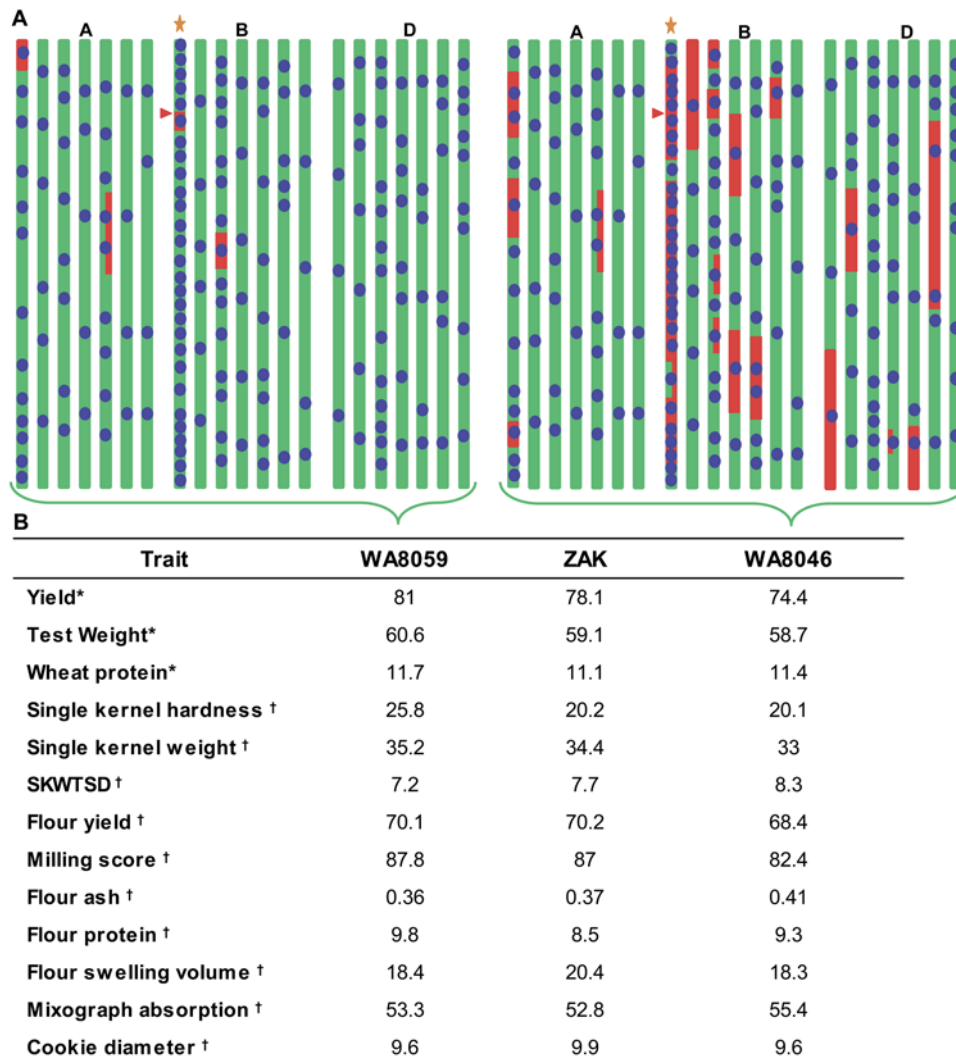 A
A B D A B D
B
Trait WA8059 ZAK WA8046
Yield* 81 78.1 74.4
Test Weight* 60.6 59.1 58.7
Wheat protein* 11.7 11.1 11.4
Single kernel hardness † 25.8 20.2 20.1
Single kernel weight † 35.2 34.4 33
SKWTSD † 7.2 7.7 8.3
Flour yield † 70.1 70.2 68.4
Milling score † 87.8 87 82.4
Flour ash † 0.36 0.37 0.41
Flour protein † 9.8 8.5 9.3
Flour swelling volume † 18.4 20.4 18.3
Mixograph absorption † 53.3 52.8 55.4
Cookie diameter † 9.6 9.9 9.6